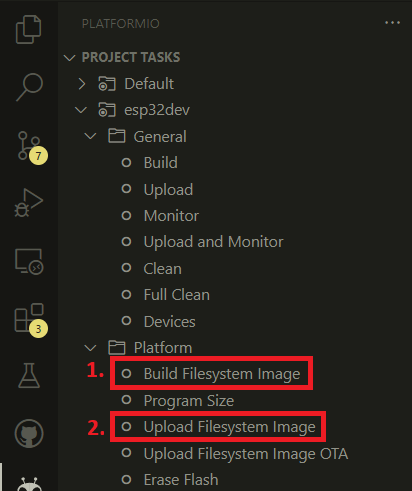 PLATFORMIO
PROJECT TASKS
Default
esp32dev
General
Build
7
Upload
Monitor
Upload and Monitor
Clean
Full Clean
3
Devices
Platform
1. Build Filesystem Image
Program Size
2. Upload Filesystem Image
Upload Filesystem Image OTA
Erase Flash